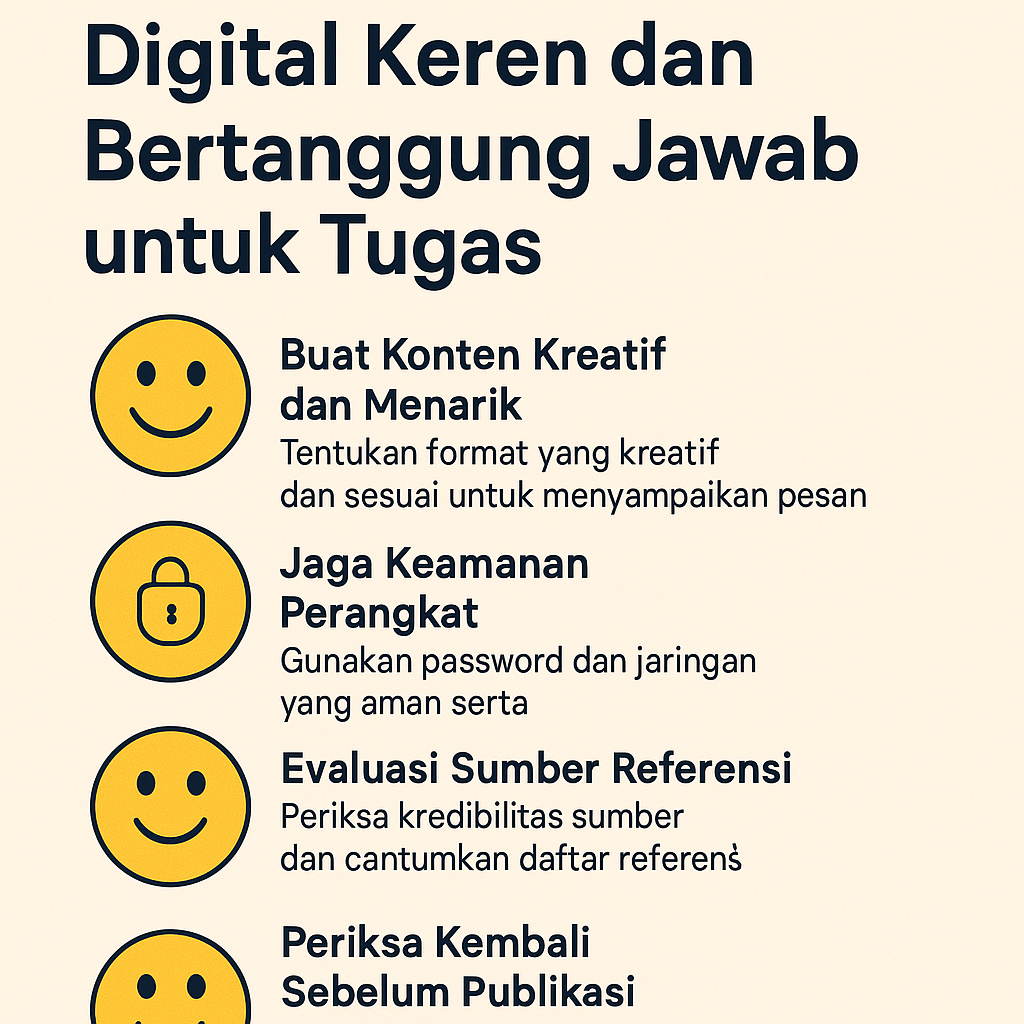 Digital Keren dan
Bertanggung Jawab
untuk Tugas
Buat Konten Kreatif
dan Menarik
Tentukan format yang kreatif
dan sesuai untuk menyampaikan pesan
Jaga Keamanan
Perangkat
Gunakan password dan jaringan
yang aman serta
Evaluasi Sumber Referensi
Periksa kredibilitas sumber
dan cantumkan daftar
Periksa Kembali
Sebelum Publikasi